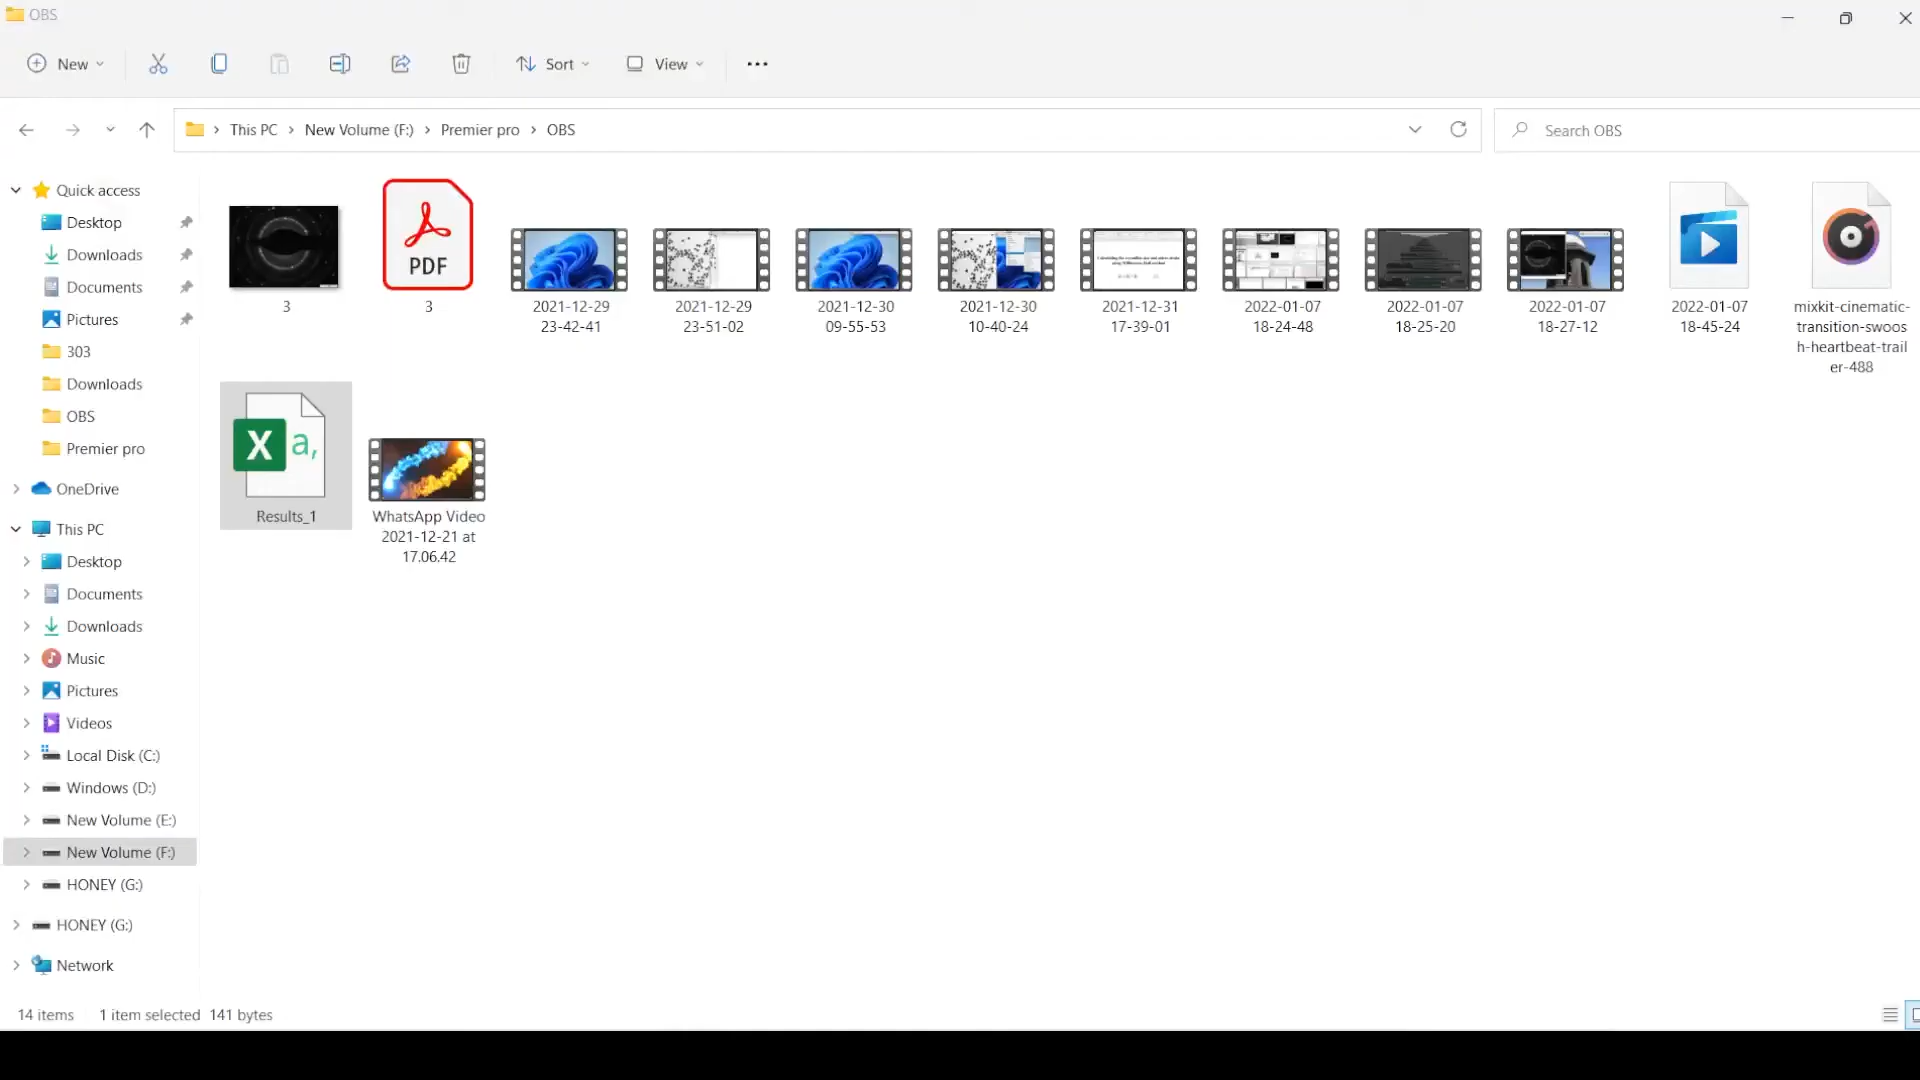 OBS
New
Sort
View
This PC
New Volume (F:)
Premier pro
OBS
Search OBS
Quick access
Desktop
Downloads
Documents
Pictures
303
Downloads
OBS
Premier pro
OneDrive
This PC
Desktop
Documents
Downloads
Music
Pictures
Videos
Local Disk (C:)
Windows (D:)
New Volume (E:)
New Volume (F:)
HONEY (G:)
HONEY (G:)
Network
3
PDF
3
2021-12-29
23-42-41
2021-12-29
23-51-02
2021-12-30
09-55-53
2021-12-30
10-40-24
2021-12-31
17-39-01
2022-01-07
18-24-48
2022-01-07
18-25-20
2022-01-07
18-27-12
2022-01-07
18-45-24
mixkit-cinematic-
transition-swoos
h-heartbeat-trail
er-488
X a,
Results_1
WhatsApp Video
2021-12-21 at
17.06.42
14 items
1 item selected 141 bytes